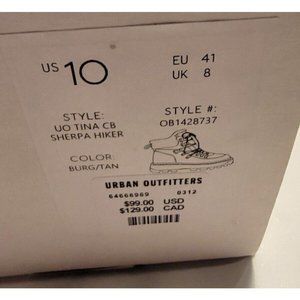 US 10
EU 41
UK 8
STYLE:
UO TINA CB
SHERPA HIKER
STYLE #:
OB1428737
COLOR:
BURG/TAN
URBAN OUTFITTERS
64666969 0312
$99.00 USD
$129.00 CAD